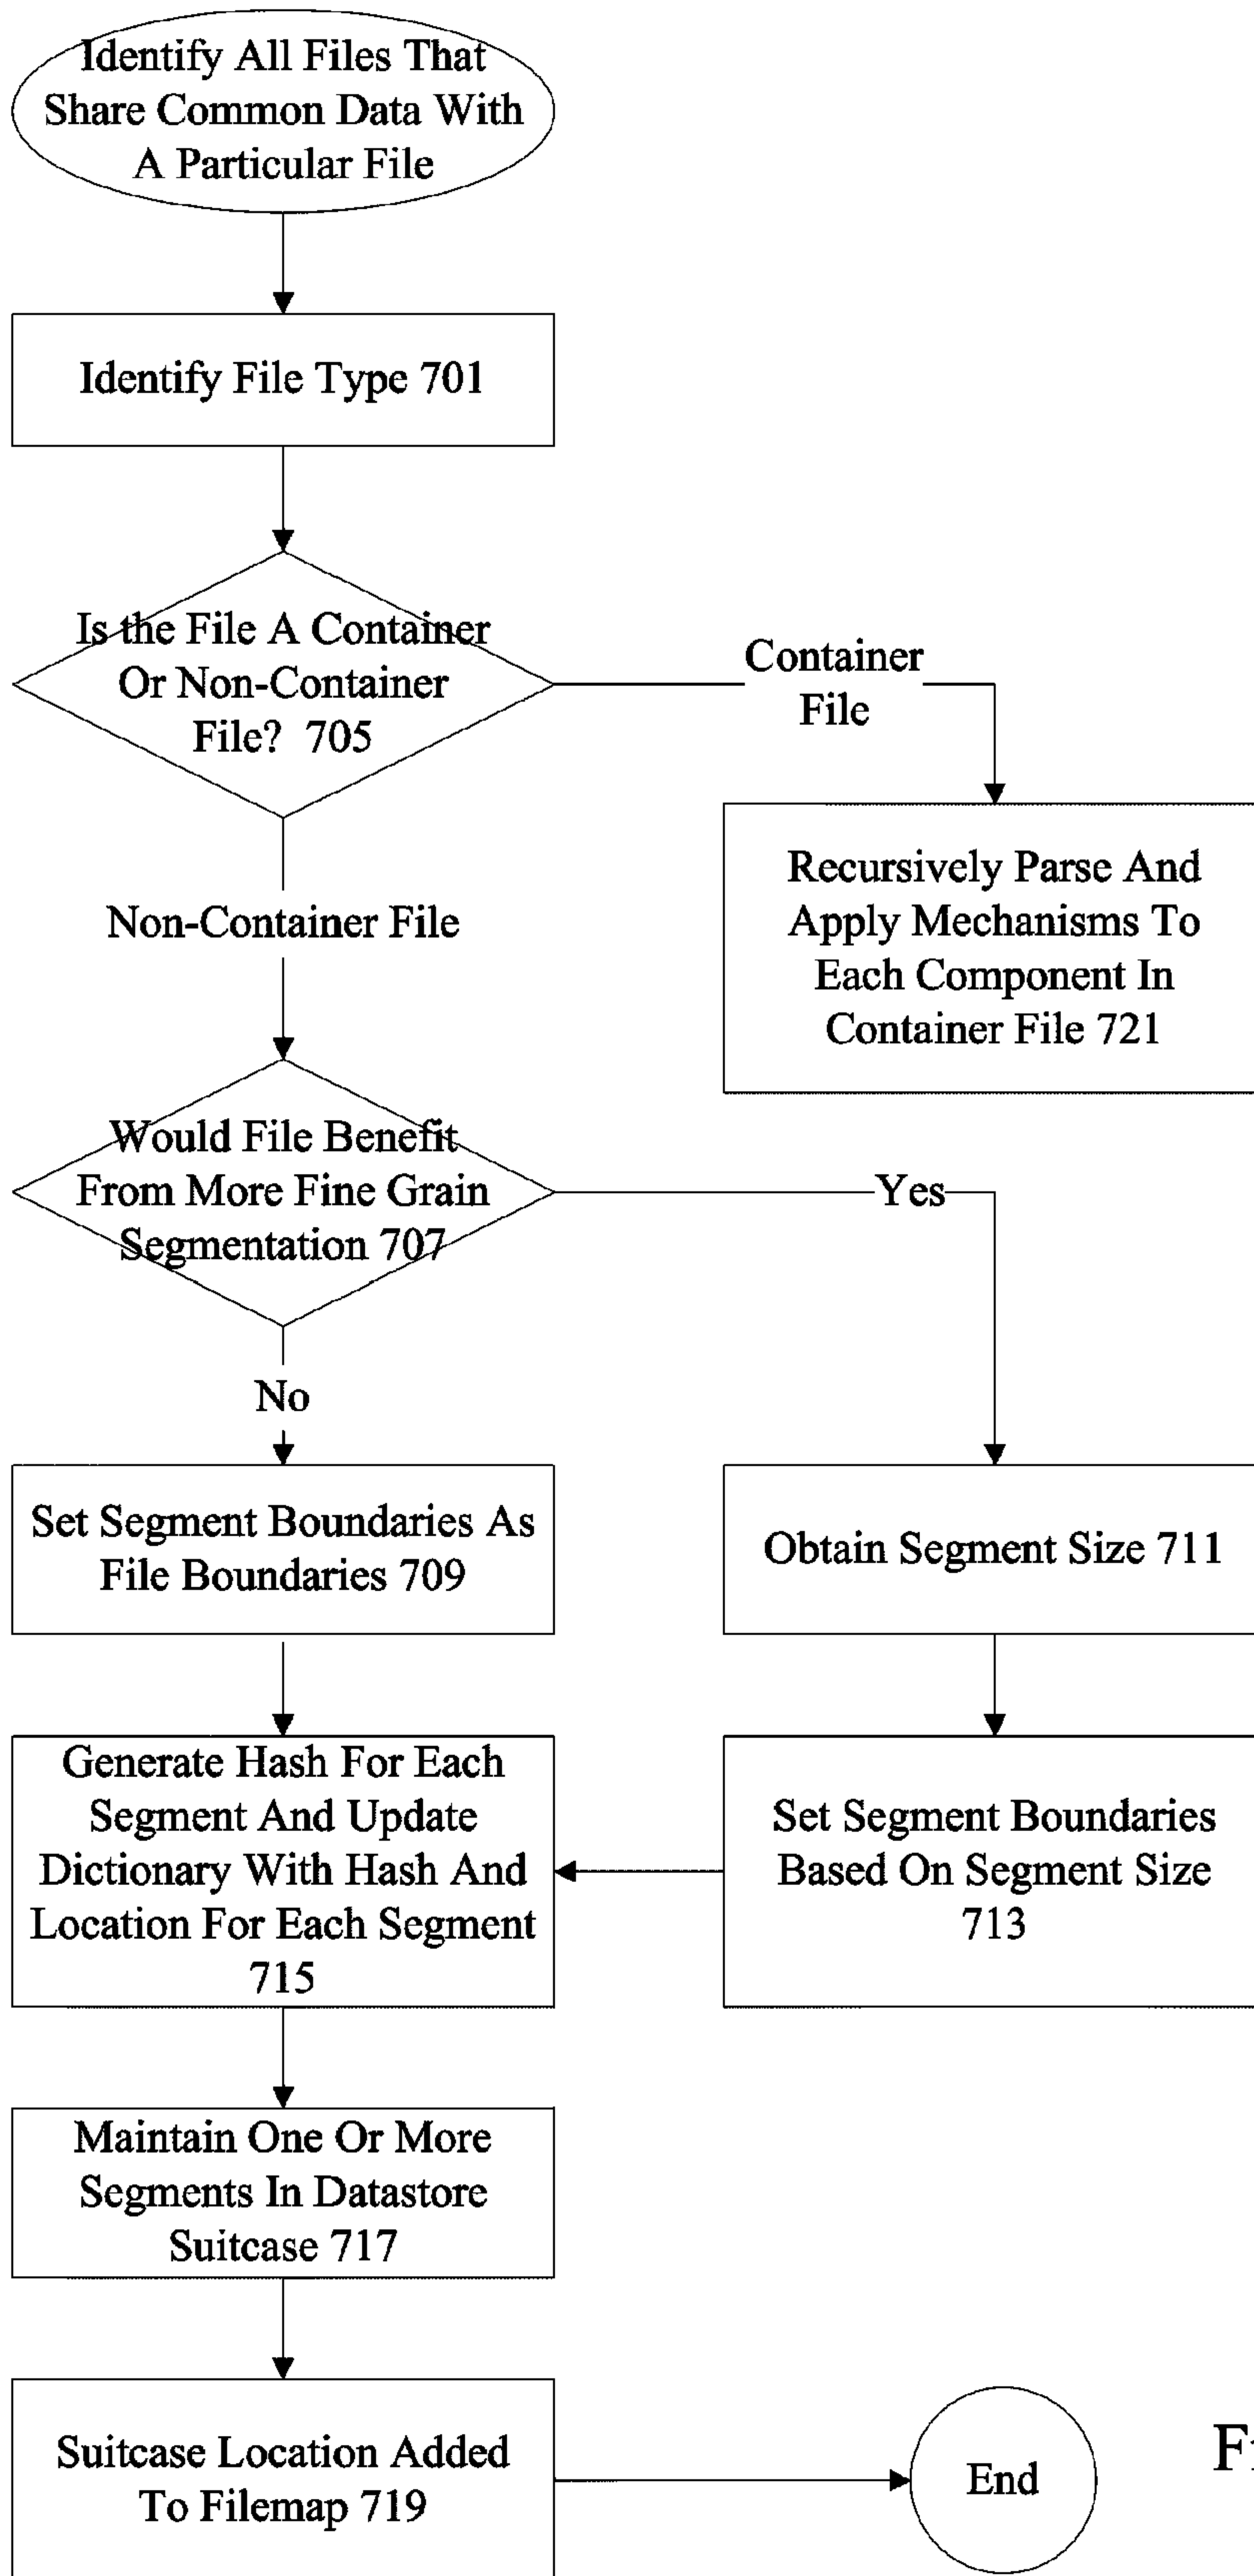 Identify All Files That
Share Common Data With
A Particular File
Identify File Type 701
Is the File A Container
Or Non-Container
File? 705
Container
File
Recursively Parse And
Apply Mechanisms To
Each Component In
Container File 721
Non-Container File
Would File Benefit
From More Fine Grain
Segmentation 707
Yes
No
Set Segment Boundaries As
File Boundaries 709
Obtain Segment Size 711
Generate Hash For Each
Segment And Update
Dictionary With Hash And
Location For Each Segment
715
Set Segment Boundaries
Based On Segment Size
713
Maintain One Or More
Segments In Datastore
Suitcase 717
Suitcase Location Added
To Filemap 719
End